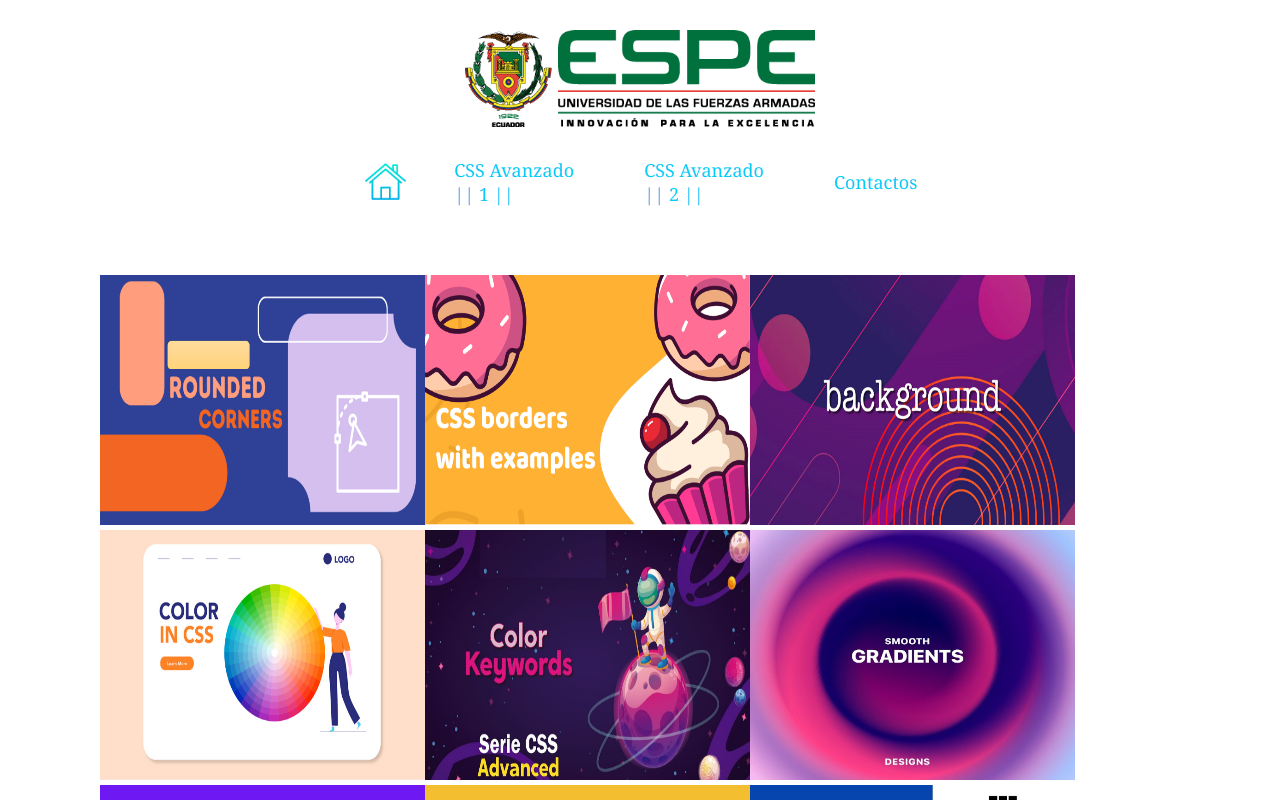 ESPE
UNIVERSIDAD DE LAS FUERZAS ARMADAS
INNOVACIÓN PARA LA EXCELENCIA
ECUADOR
CSS Avanzado
|| 1 ||
CSS Avanzado
|| 2 ||
Contactos
ROUNDED
CORNERS
CSS borders
with examples
background
LOGO
COLOR
IN CSS
Learn More
Color
Keywords
Serie CSS
Advanced
SMOOTH
GRADIENTS
DESIGNS